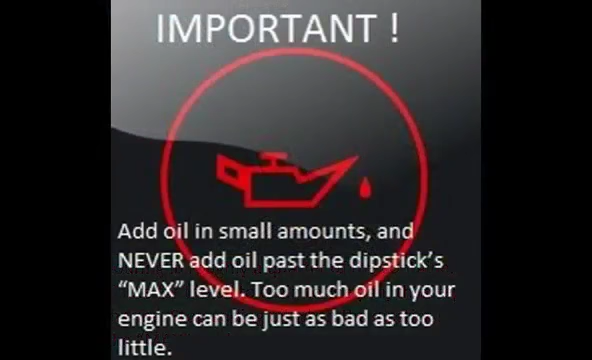 IMPORTANT !
Add oil in small amounts, and
NEVER add oil past the dipstick’s
“MAX” level. Too much oil in your
engine can be just as bad as too
little.